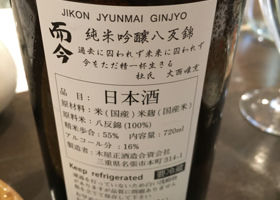 JIKON JYUNMAI GINJYO
而今 純米吟醸八反錦
過去に囚われず未来に囚われず
今をただ精一杯生きる
杜氏 大西唯克
品目：日本酒
原材料：米(国産)米麹(国産米)
原料米：八反錦(100%)
精米歩合：55% 内容量：720ml
アルコール分：16%
製造者：木屋正酒造合資会社
三重県名張市本町314-1
Keep refrigerated
要冷蔵